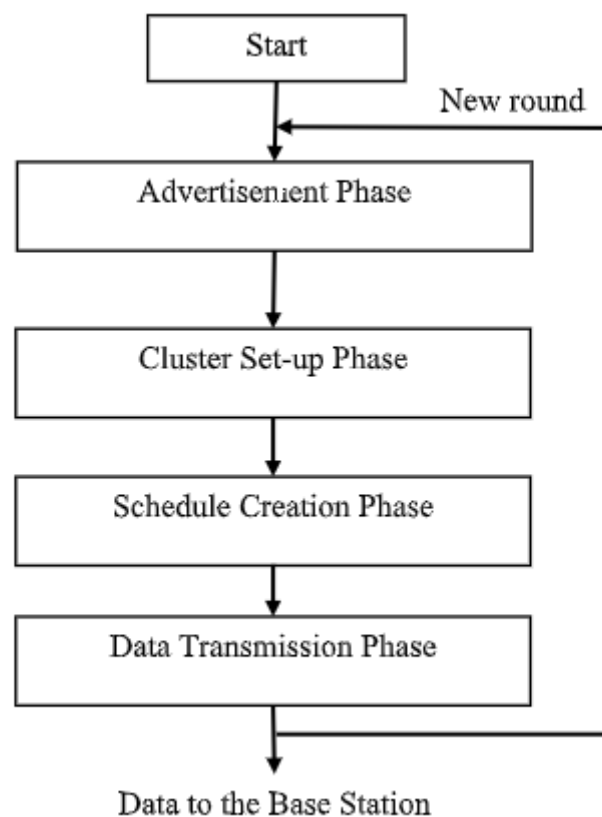 Start
New round
Advertisement Phase
Cluster Set-up Phase
Schedule Creation Phase
Data Transmission Phase
Data to the Base Station